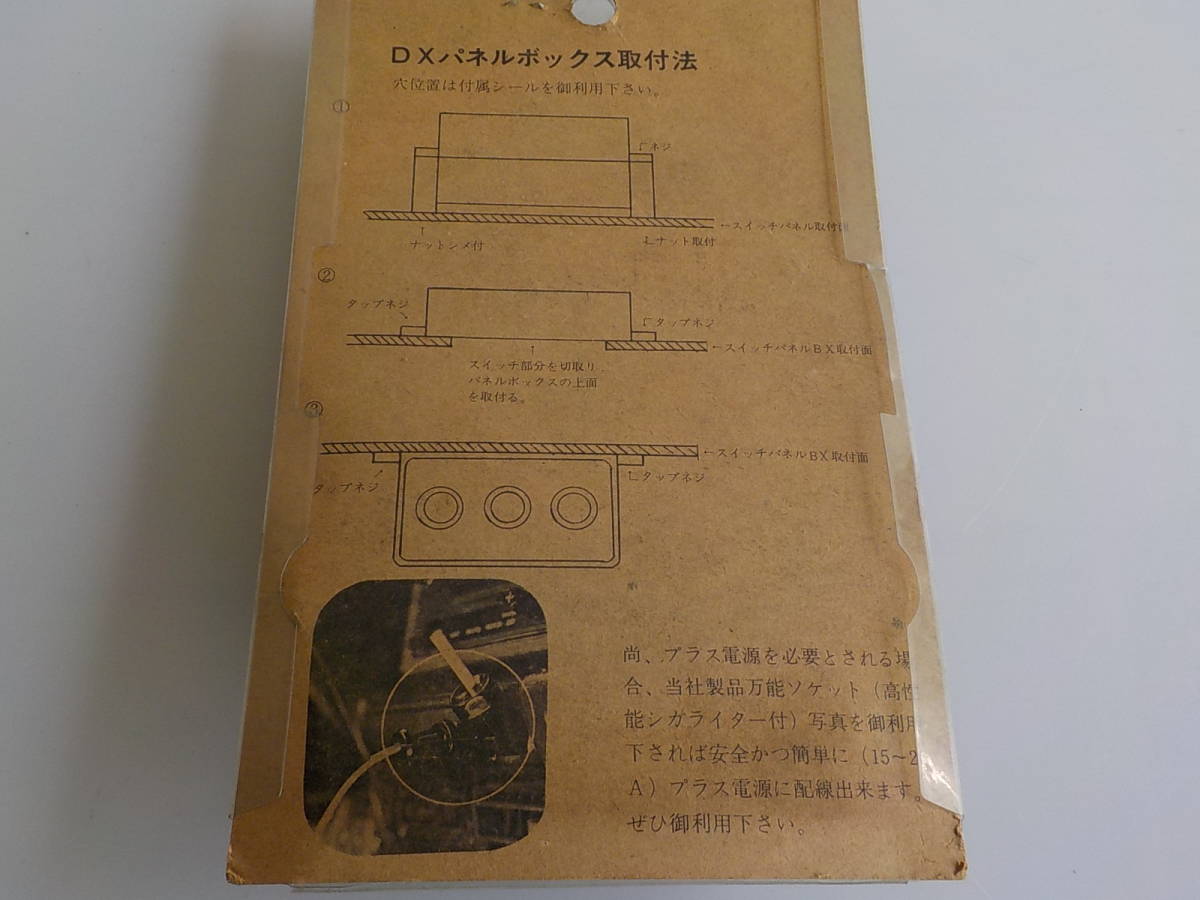 DXパネルボックス取付法
穴位置は付属シールを御利用下さい。
①
ネジ
←スイッチパネル取付面
ナットシメ付
ナット取付
②
タップネジ
タップネジ
←スイッチパネルBX取付面
スイッチ部分を切取り
パネルボックスの上面
を取付る。
③
←スイッチパネルBX取付面
タップネジ
タップネジ
尚、プラス電源を必要とされる場
合、当社製品万能ソケット（高性
能シガライター付）写真を御利用
下されば安全かつ簡単に（15〜2
A）プラス電源に配線出来ます。
ぜひ御利用下さい。